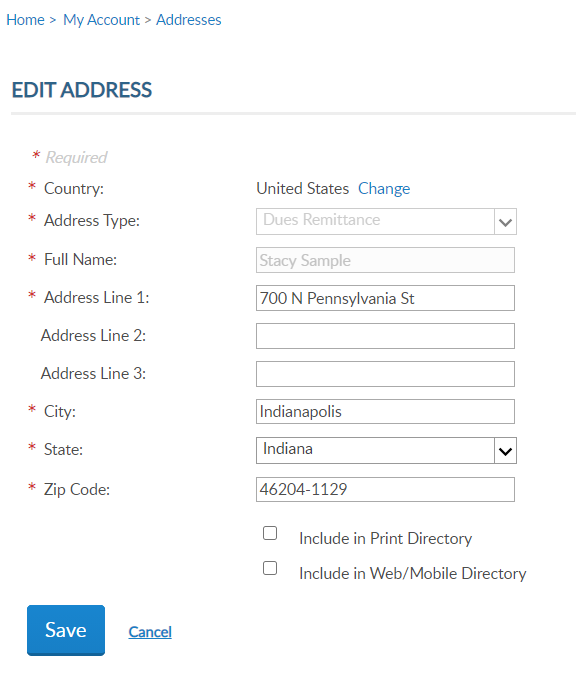 Home > My Account > Addresses
EDIT ADDRESS
* Required
* Country: United States Change
* Address Type: Dues Remittance
* Full Name: Stacy Sample
* Address Line 1: 700 N Pennsylvania St
Address Line 2:
Address Line 3:
* City: Indianapolis
* State: Indiana
* Zip Code: 46204-1129
Include in Print Directory
Include in Web/Mobile Directory
Save Cancel